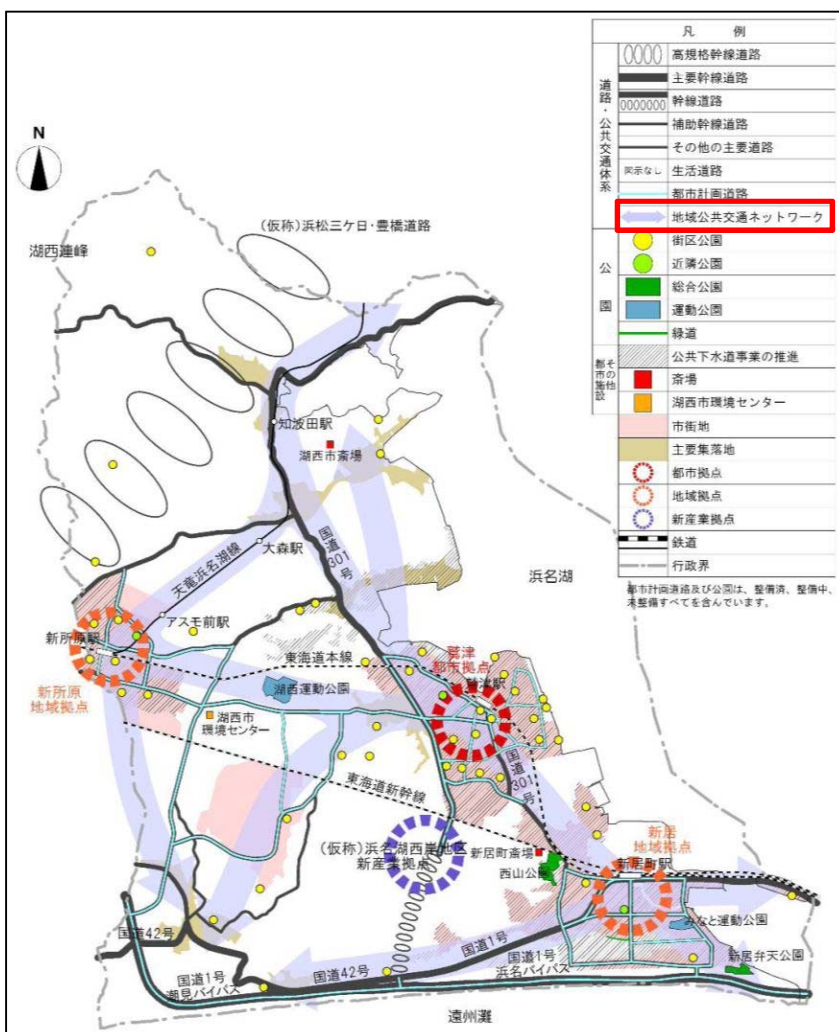 凡 例
道路・公共交通体系
高規格幹線道路
主要幹線道路
幹線道路
補助幹線道路
その他の主要道路
図示なし 生活道路
都市計画道路
地域公共交通ネットワーク
公園
街区公園
近隣公園
総合公園
運動公園
緑道
その他の都市施設
公共下水道事業の推進
斎場
湖西市環境センター
市街地
主要集落地
都市拠点
地域拠点
新産業拠点
鉄道
行政界
都市計画道路及び公園は、整備済、整備中、
未整備すべてを含んでいます。
N
(仮称)浜松三ケ日・豊橋道路
湖西連峰
知波田駅
湖西市斎場
国道301号
大森駅
天竜浜名湖線
浜名湖
アスモ前駅
新所原駅
東海道本線
鷲津
都市拠点
鷲津駅
新所原
地域拠点
湖西運動公園
湖西市
環境センター
国道301号
東海道新幹線
(仮称)浜名湖西岸地区
新産業拠点
新居町斎場
西山公園
新居
地域拠点
新居町駅
みなと運動公園
国道42号
国道1号
国道1号
潮見バイパス
国道42号
国道1号
浜名バイパス
新居弁天公園
遠州灘